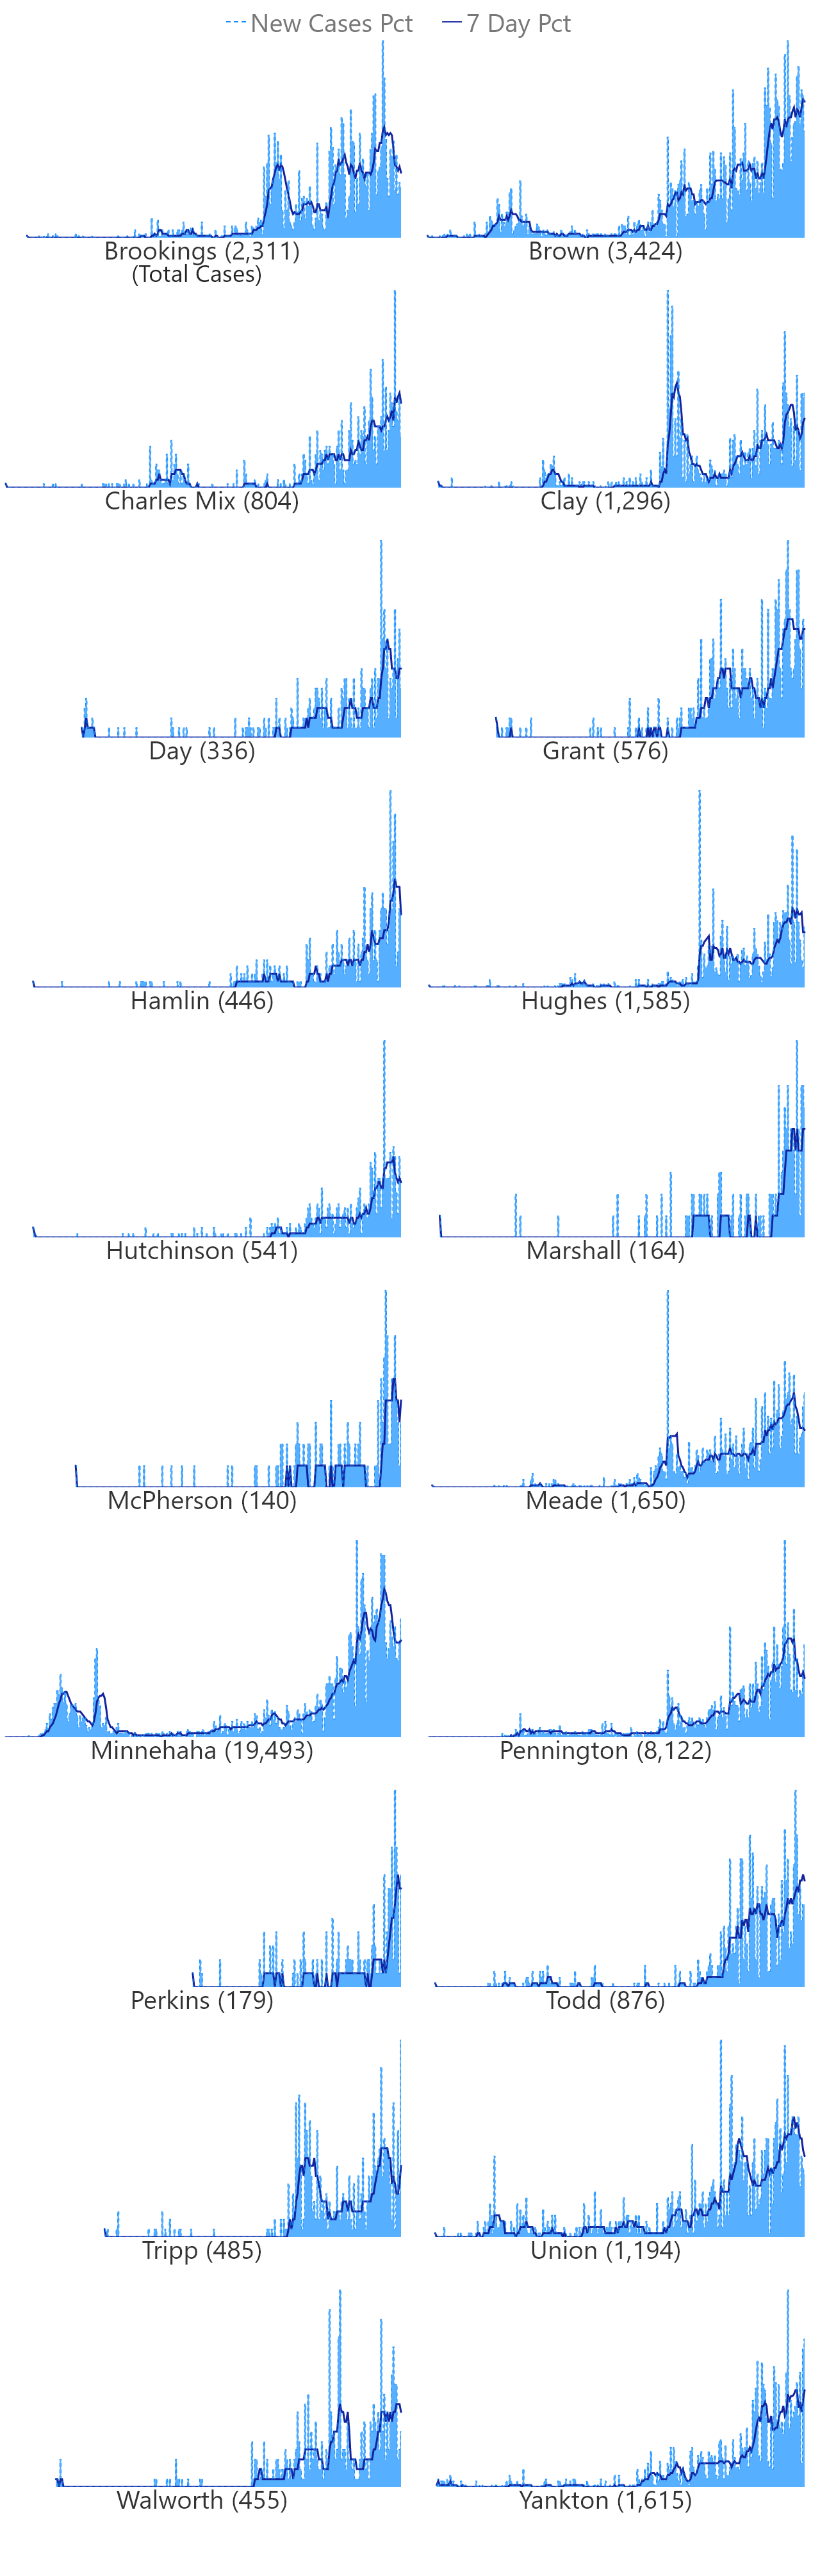 New Cases Pct 7 Day Pct
Brookings (2,311) Brown (3,424)
(Total Cases)
Charles Mix (804) Clay (1,296)
Day (336) Grant (576)
Hamlin (446) Hughes (1,585)
Hutchinson (541) Marshall (164)
McPherson (140) Meade (1,650)
Minnehaha (19,493) Pennington (8,122)
Perkins (179) Todd (876)
Tripp (485) Union (1,194)
Walworth (455) Yankton (1,615)